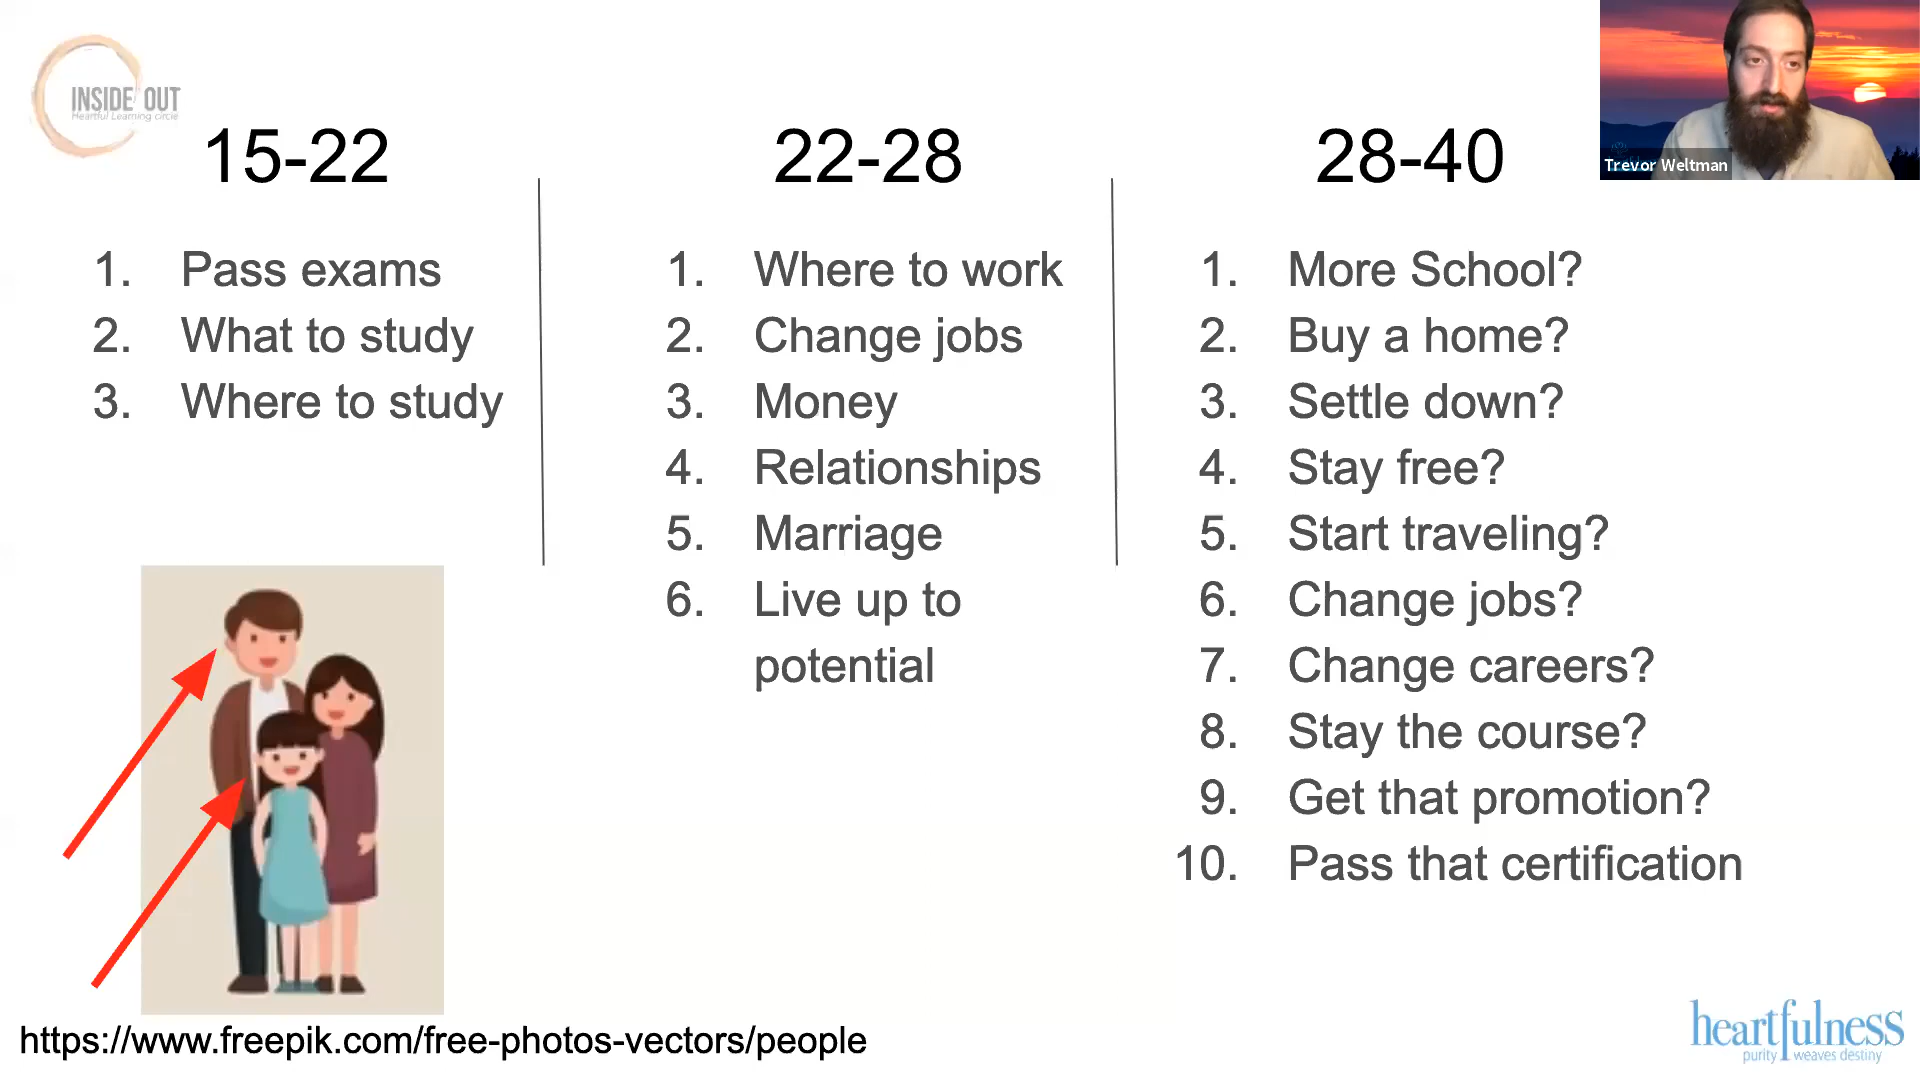 INSIDE OUT
Heartful Learning circle
Trevor Weltman
15-22
1. Pass exams
2. What to study
3. Where to study
22-28
1. Where to work
2. Change jobs
3. Money
4. Relationships
5. Marriage
6. Live up to
potential
28-40
1. More School?
2. Buy a home?
3. Settle down?
4. Stay free?
5. Start traveling?
6. Change jobs?
7. Change careers?
8. Stay the course?
9. Get that promotion?
10. Pass that certification
https://www.freepik.com/free-photos-vectors/people
heartfulness
purity weaves destiny